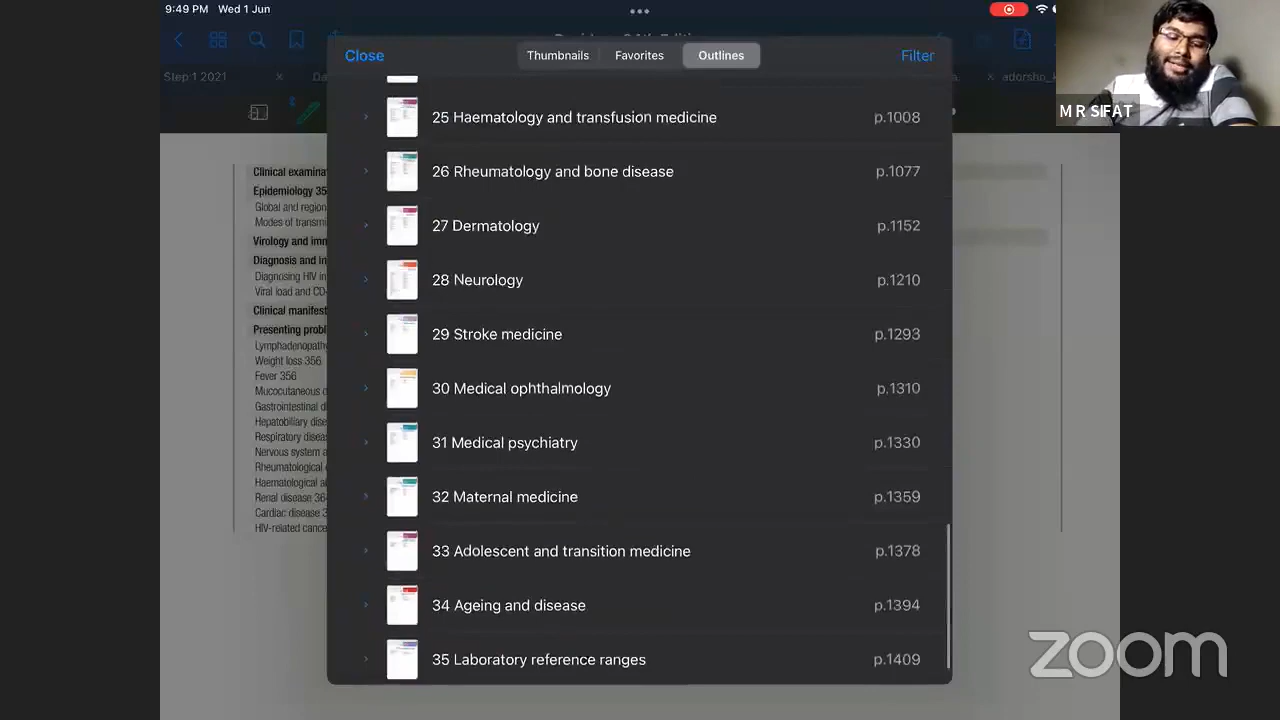 9:49 PM Wed 1 Jun
Close
Thumbnails
Favorites
Outlines
Filter
Step 1 2021
M R SIFAT
25 Haematology and transfusion medicine p.1008
26 Rheumatology and bone disease p.1077
27 Dermatology p.1152
28 Neurology p.1210
29 Stroke medicine p.1293
30 Medical ophthalmology p.1310
31 Medical psychiatry p.1330
32 Maternal medicine p.1359
33 Adolescent and transition medicine p.1378
34 Ageing and disease p.1394
35 Laboratory reference ranges p.1409
Clinical examina
Epidemiology 35
Global and region
Modes of transm
Virology and imm
Diagnosis and in
Diagnosing HIV in
Viral load and CD
Clinical manifest
Presenting probl
Lymphadenopathy
Weight loss 356
Fever 356
Mucocutaneous d
Gastrointestinal d
Hepatobiliary dise
Respiratory diseas
Nervous system a
Rheumatological
Haematological a
Renal disease 36
Cardiac disease 3
HIV-related cance
zoom